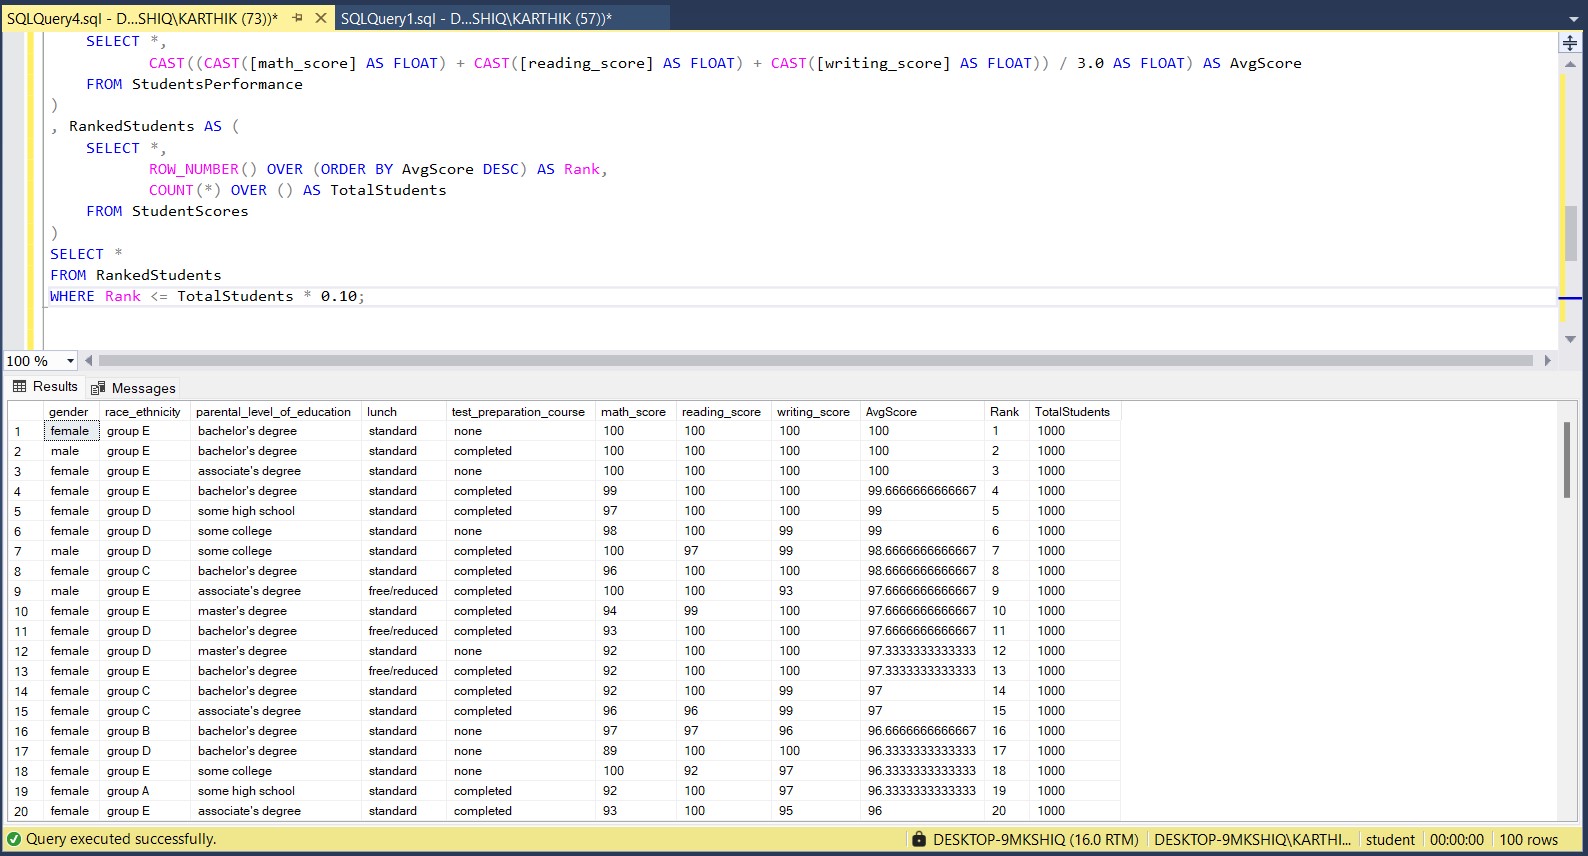 SQLQuery4.sql - D...SHIQ\KARTHIK (73))* SQLQuery1.sql - D...SHIQ\KARTHIK (57))*
SELECT *,
CAST((CAST([math_score] AS FLOAT) + CAST([reading_score] AS FLOAT) + CAST([writing_score] AS FLOAT)) / 3.0 AS FLOAT) AS AvgScore
FROM StudentsPerformance
)
, RankedStudents AS (
SELECT *,
ROW_NUMBER() OVER (ORDER BY AvgScore DESC) AS Rank,
COUNT(*) OVER () AS TotalStudents
FROM StudentScores
)
SELECT *
FROM RankedStudents
WHERE Rank <= TotalStudents * 0.10;
100 %
Results Messages
gender race_ethnicity parental_level_of_education lunch test_preparation_course math_score reading_score writing_score AvgScore Rank TotalStudents
1 female group E bachelor's degree standard none 100 100 100 100 1 1000
2 male group E bachelor's degree standard completed 100 100 100 100 2 1000
3 female group E associate's degree standard none 100 100 100 100 3 1000
4 female group E bachelor's degree standard completed 99 100 100 99.6666666666667 4 1000
5 female group D some high school standard completed 97 100 100 99 5 1000
6 female group D some college standard none 98 100 99 99 6 1000
7 male group D some college standard completed 100 97 99 98.6666666666667 7 1000
8 female group C bachelor's degree standard completed 96 100 100 98.6666666666667 8 1000
9 male group E associate's degree free/reduced completed 100 100 93 97.6666666666667 9 1000
10 female group E master's degree standard completed 94 99 100 97.6666666666667 10 1000
11 female group D bachelor's degree free/reduced completed 93 100 100 97.6666666666667 11 1000
12 female group D master's degree standard none 92 100 100 97.3333333333333 12 1000
13 female group E bachelor's degree free/reduced completed 92 100 100 97.3333333333333 13 1000
14 female group C bachelor's degree standard completed 92 100 99 97 14 1000
15 female group C associate's degree standard completed 96 96 99 97 15 1000
16 female group B bachelor's degree standard none 97 97 96 96.6666666666667 16 1000
17 female group D bachelor's degree standard none 89 100 100 96.3333333333333 17 1000
18 female group E some college standard none 100 92 97 96.3333333333333 18 1000
19 female group A some high school standard completed 92 100 97 96.3333333333333 19 1000
20 female group E associate's degree standard completed 93 100 95 96 20 1000
Query executed successfully. DESKTOP-9MKSHIQ (16.0 RTM) DESKTOP-9MKSHIQ\KARTHI... student 00:00:00 100 rows